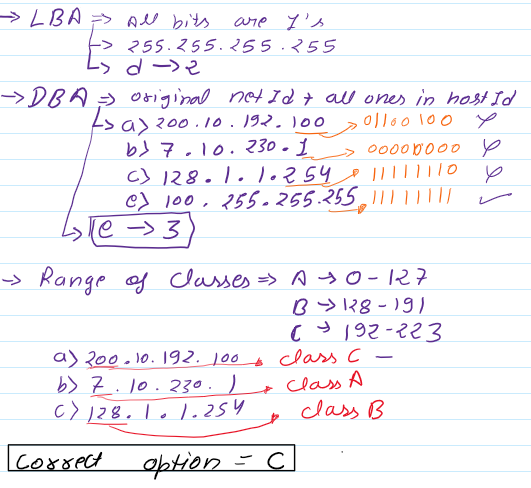 → LBA ⇒ All bits are 1's
→ 255.255.255.255
↳ d → 2
→ DBA ⇒ original net Id + all ones in host Id
↳ a) 200.10.192.100 → 01100100 ✗
b) 7.10.230.1 → 00000000 ✗
c) 128.1.1.254 → 11111110 ✗
e) 100.255.255.255 → 11111111 ✓
↳ e → 3
→ Range of Classes ⇒ A → 0-127
B → 128-191
C → 192-223
a) 200.10.192.100 → class C -
b) 7.10.230.1 → class A
c) 128.1.1.254 → class B
correct option = C